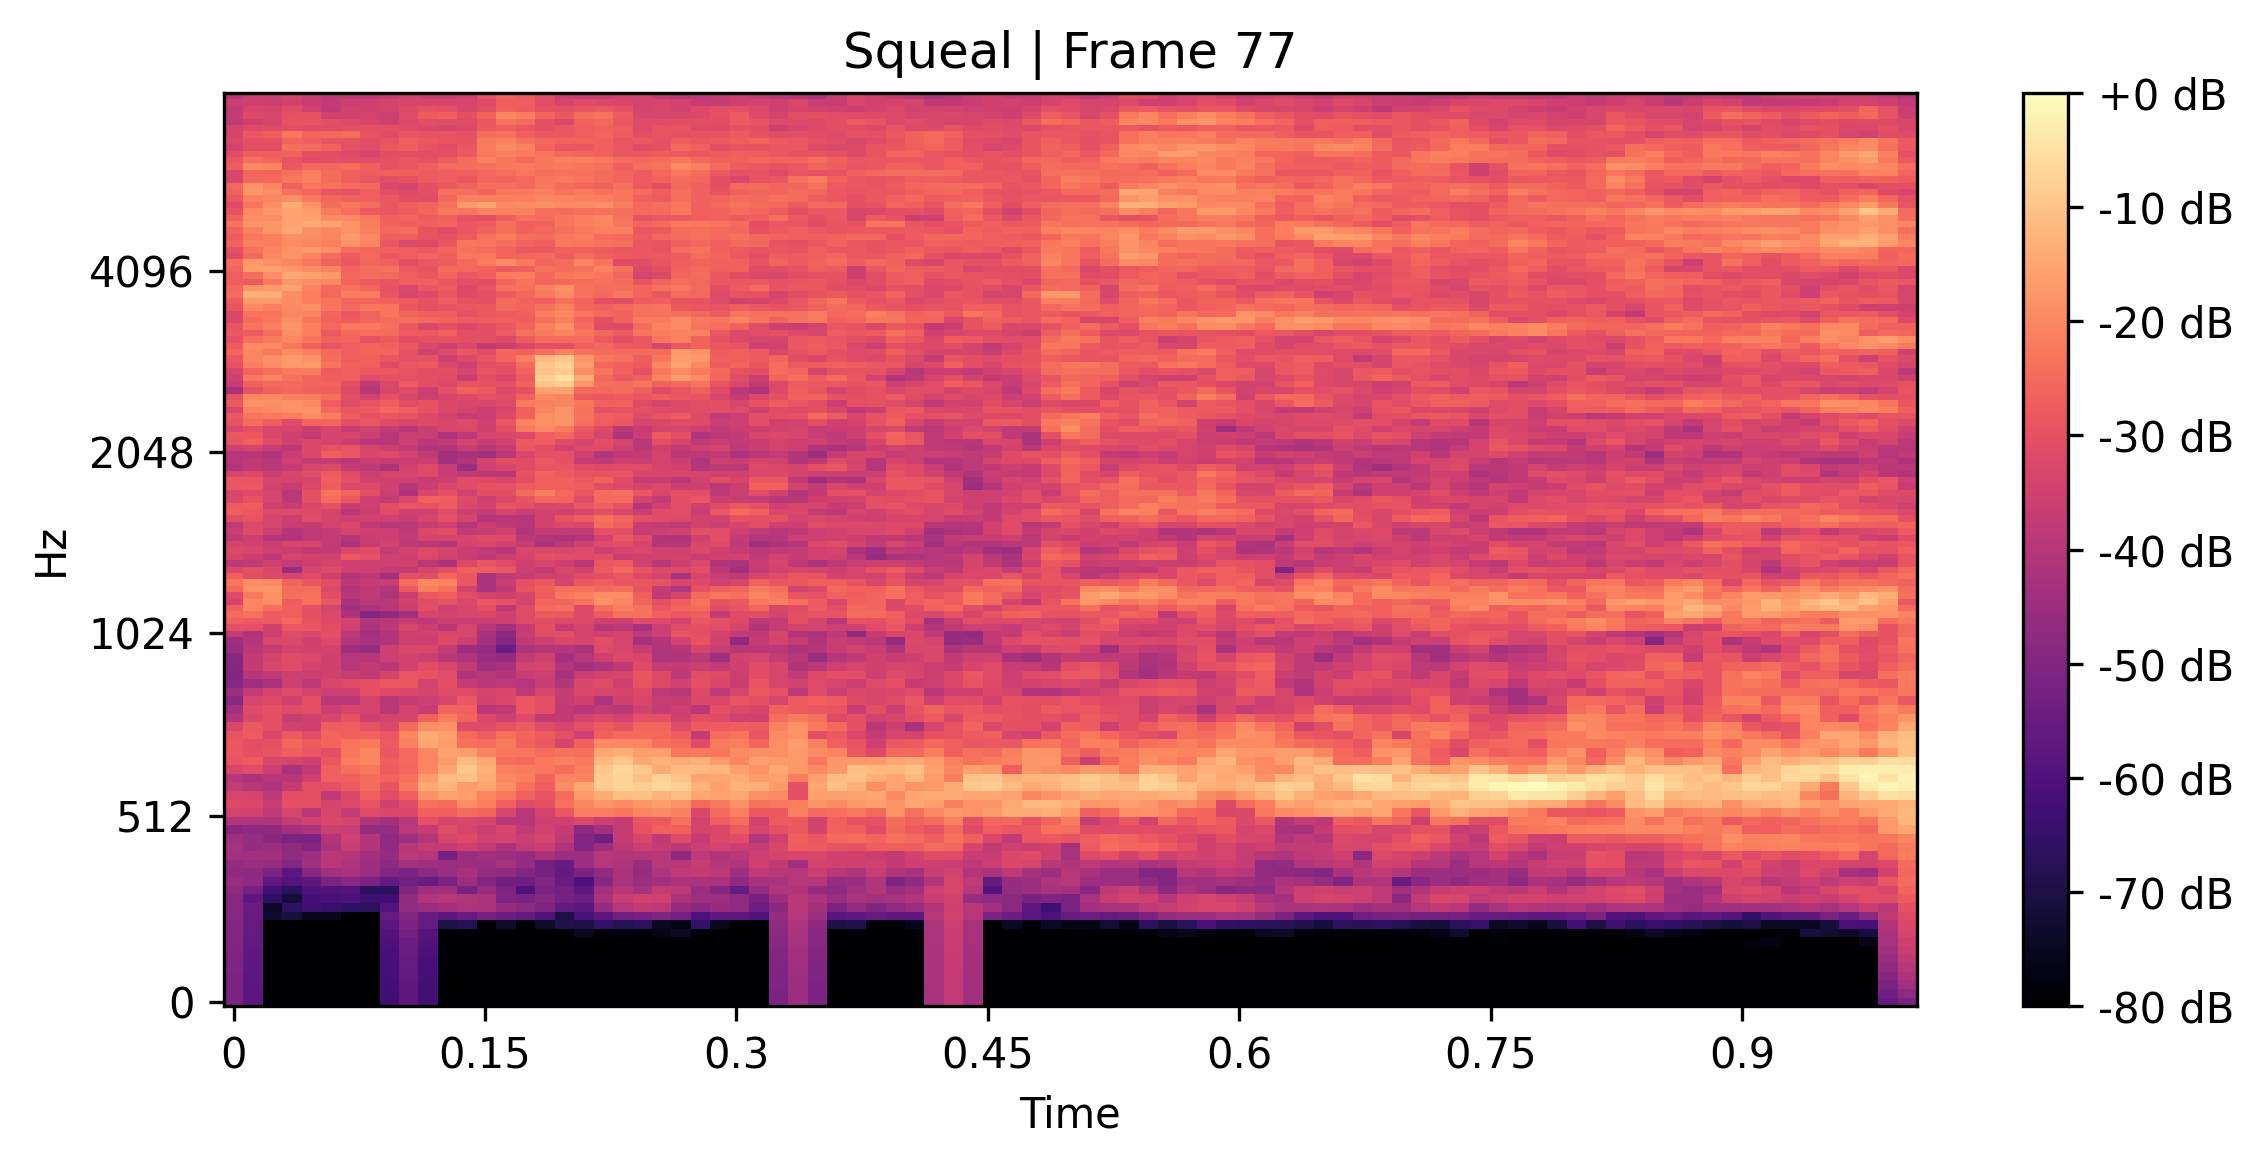 Squeal | Frame 77
Hz
4096
2048
1024
512
0
0 0.15 0.3 0.45 0.6 0.75 0.9
Time
+0 dB
-10 dB
-20 dB
-30 dB
-40 dB
-50 dB
-60 dB
-70 dB
-80 dB